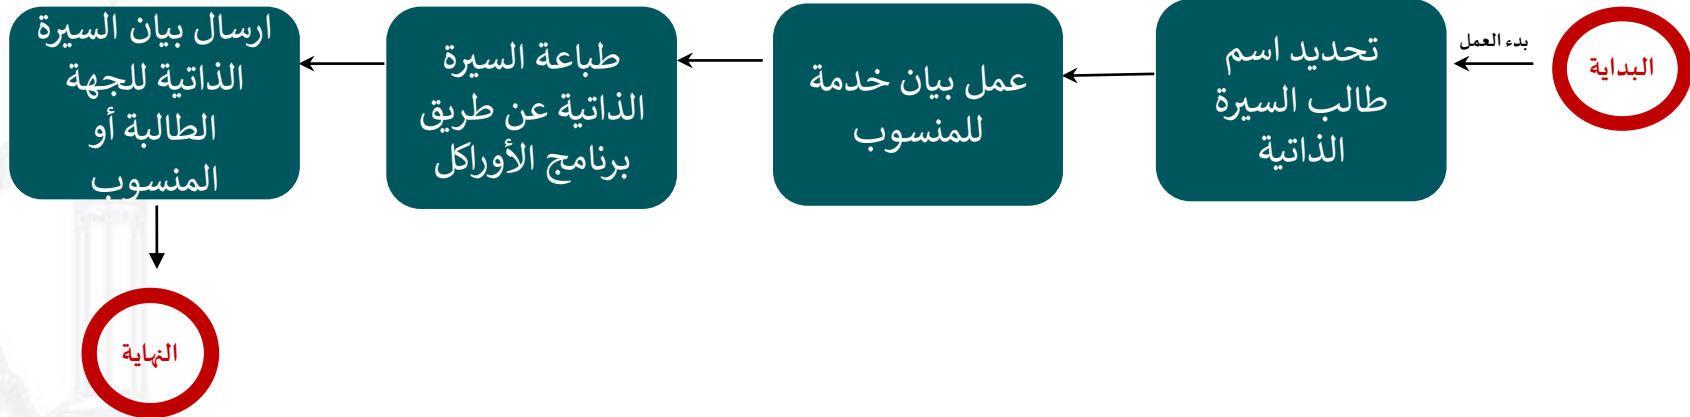 البداية
بدء العمل
تحديد اسم
طالب السيرة
الذاتية
عمل بيان خدمة
للمنسوب
طباعة السيرة
الذاتية عن طريق
برنامج الأوراكل
ارسال بيان السيرة
الذاتية للجهة
الطالبة أو
المنسوب
النهاية